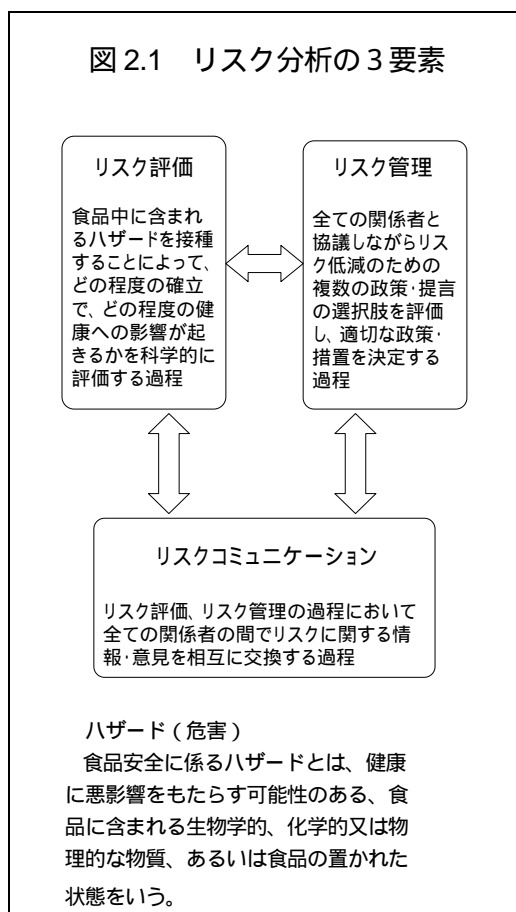 図 2.1 リスク分析の3要素
リスク評価
食品中に含まれ
るハザードを接種
することによって、
どの程度の確立
で、どの程度の健
康への影響が起
きるかを科学的に
評価する過程
リスク管理
全ての関係者と
協議しながらリス
ク低減のための
複数の政策・提言
の選択肢を評価
し、適切な政策・
措置を決定する
過程
リスクコミュニケーション
リスク評価、リスク管理の過程において
全ての関係者の間でリスクに関する情
報・意見を相互に交換する過程
ハザード（危害）
食品安全に係るハザードとは、健康
に悪影響をもたらす可能性のある、食
品に含まれる生物学的、化学的又は物
理的な物質、あるいは食品の置かれた
状態をいう。